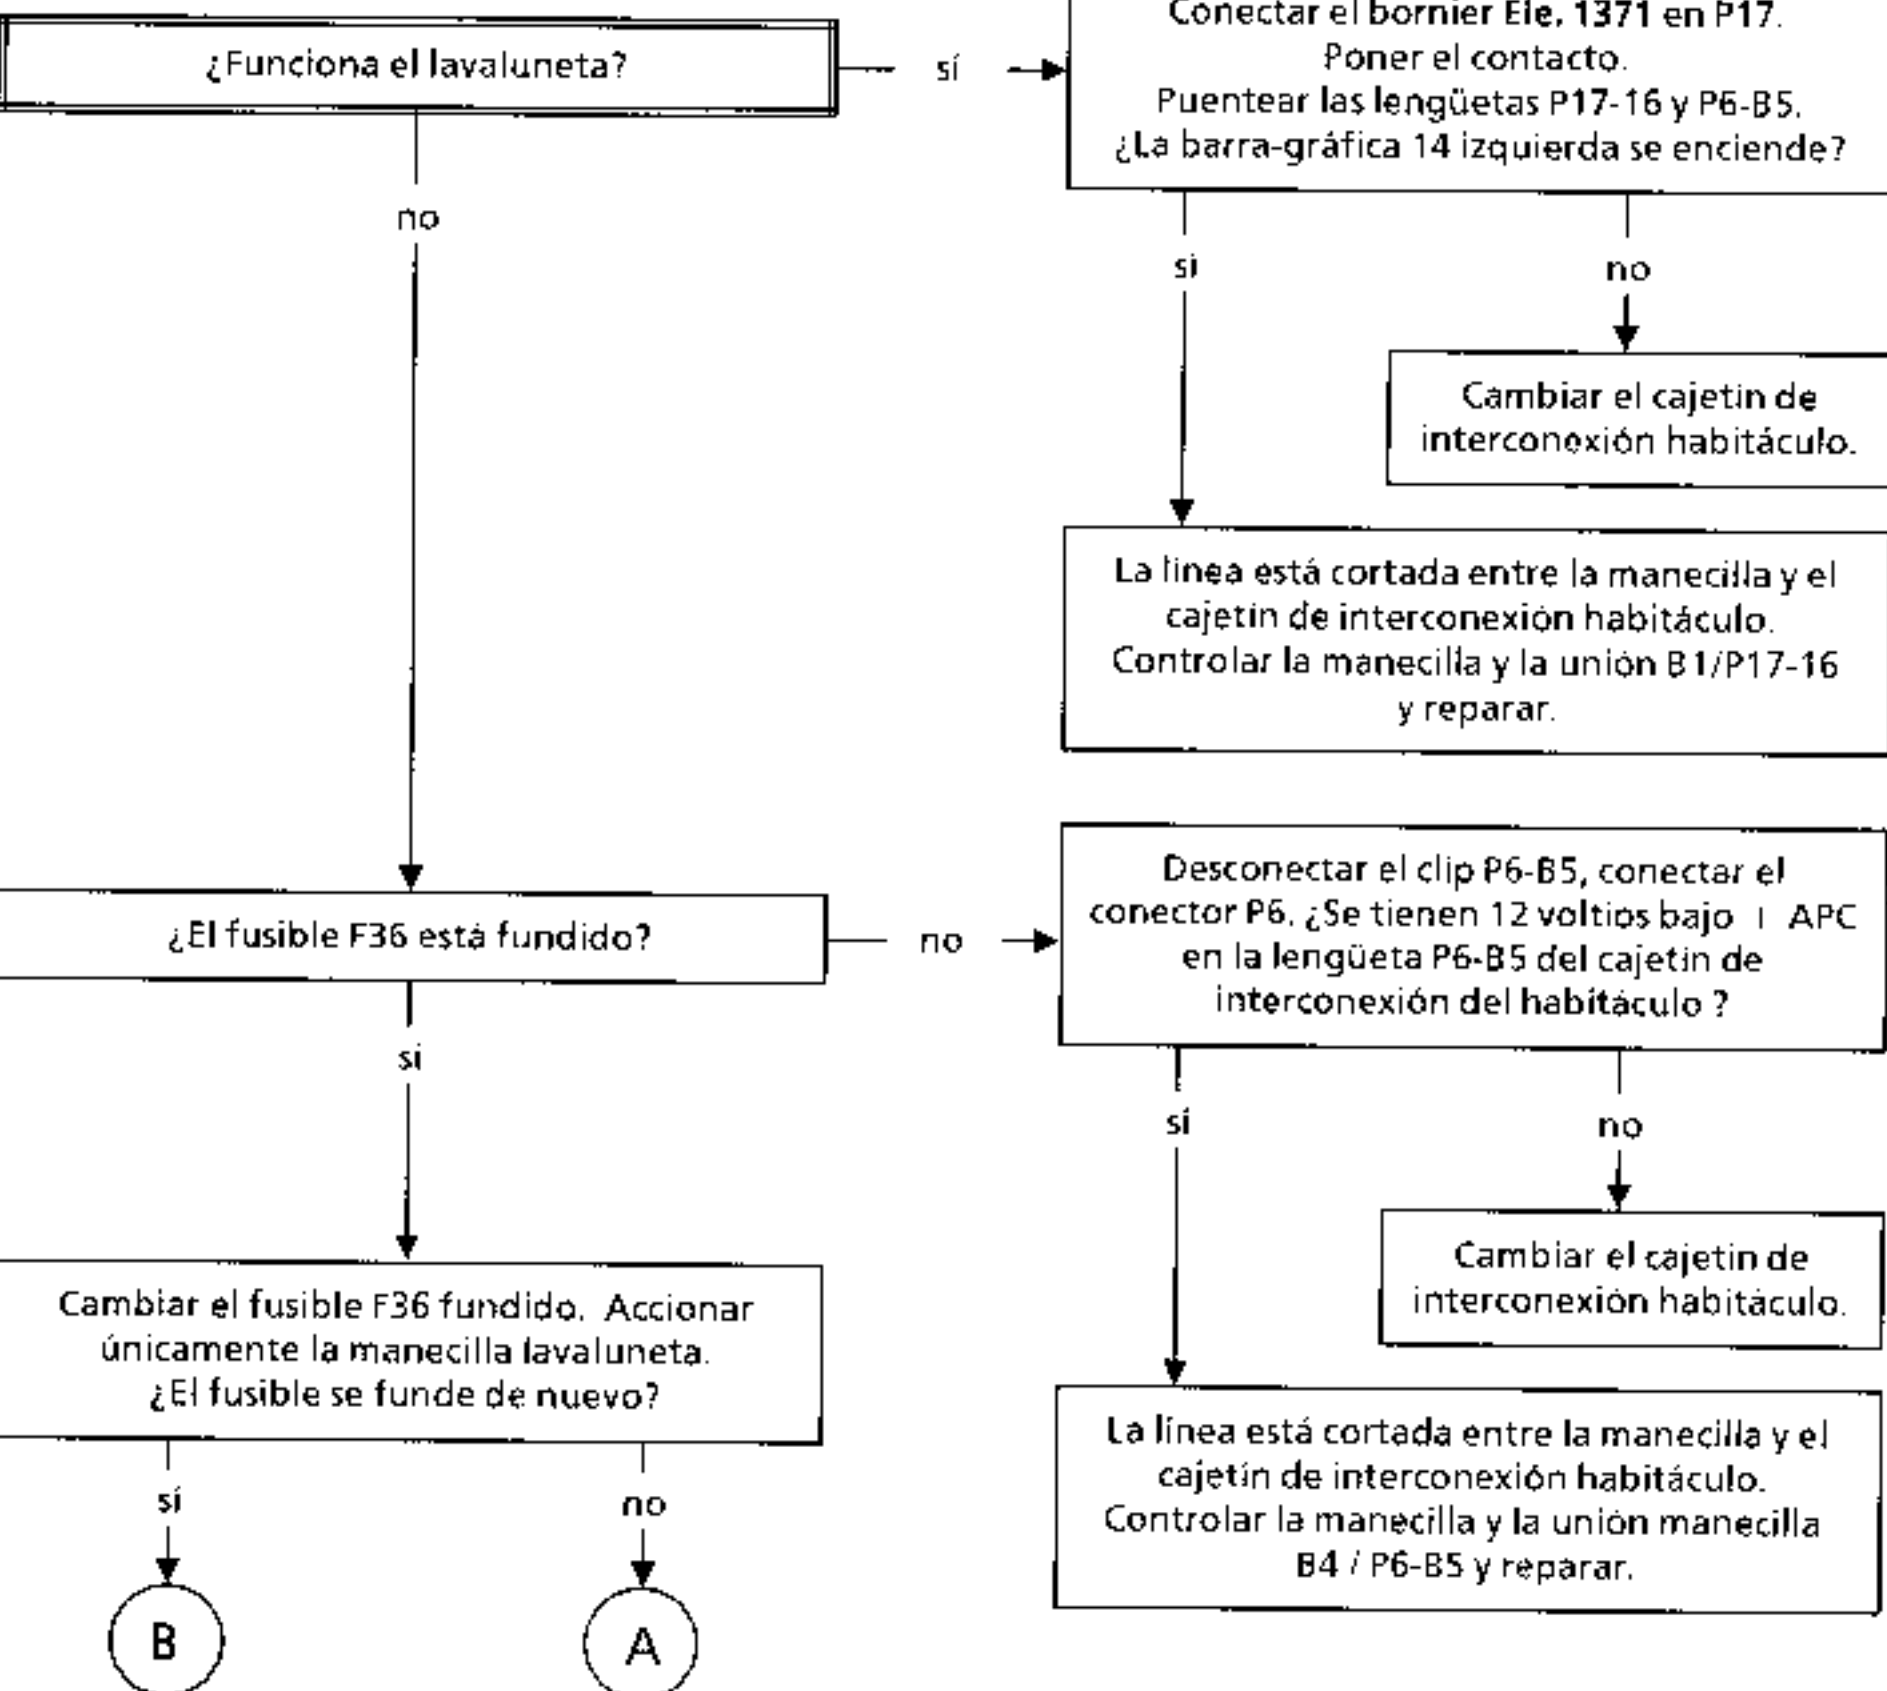 ¿Funciona el lavaluneta?
sí
Conectar el bornier Ele. 1371 en P17.
Poner el contacto.
Puentear las lengüetas P17-16 y P6-B5.
¿La barra-gráfica 14 izquierda se enciende?
no
si
no
Cambiar el cajetín de
interconexión habitáculo.
La línea está cortada entre la manecilla y el
cajetín de interconexión habitáculo.
Controlar la manecilla y la unión B1/P17-16
y reparar.
¿El fusible F36 está fundido?
no
Desconectar el clip P6-B5, conectar el
conector P6. ¿Se tienen 12 voltios bajo + APC
en la lengüeta P6-B5 del cajetín de
interconexión del habitáculo ?
si
sí
no
Cambiar el cajetín de
interconexión habitáculo.
Cambiar el fusible F36 fundido. Accionar
únicamente la manecilla lavaluneta.
¿El fusible se funde de nuevo?
La línea está cortada entre la manecilla y el
cajetín de interconexión habitáculo.
Controlar la manecilla y la unión manecilla
B4 / P6-B5 y reparar.
sí
no
B
A